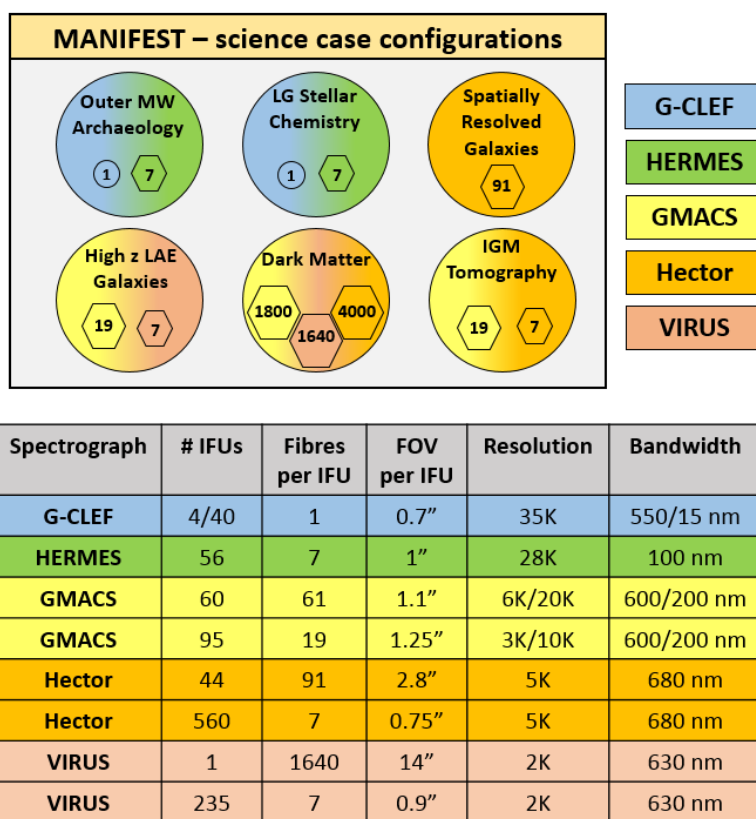 MANIFEST – science case configurations
Outer MW
Archaeology
1 7
LG Stellar
Chemistry
1 7
Spatially
Resolved
Galaxies
91
High z LAE
Galaxies
19 7
Dark Matter
1800 1640 4000
IGM
Tomography
19 7
G-CLEF
HERMES
GMACS
Hector
VIRUS
Spectrograph # IFUs Fibres per IFU FOV per IFU Resolution Bandwidth
G-CLEF 4/40 1 0.7” 35K 550/15 nm
HERMES 56 7 1” 28K 100 nm
GMACS 60 61 1.1” 6K/20K 600/200 nm
GMACS 95 19 1.25” 3K/10K 600/200 nm
Hector 44 91 2.8” 5K 680 nm
Hector 560 7 0.75” 5K 680 nm
VIRUS 1 1640 14” 2K 630 nm
VIRUS 235 7 0.9” 2K 630 nm